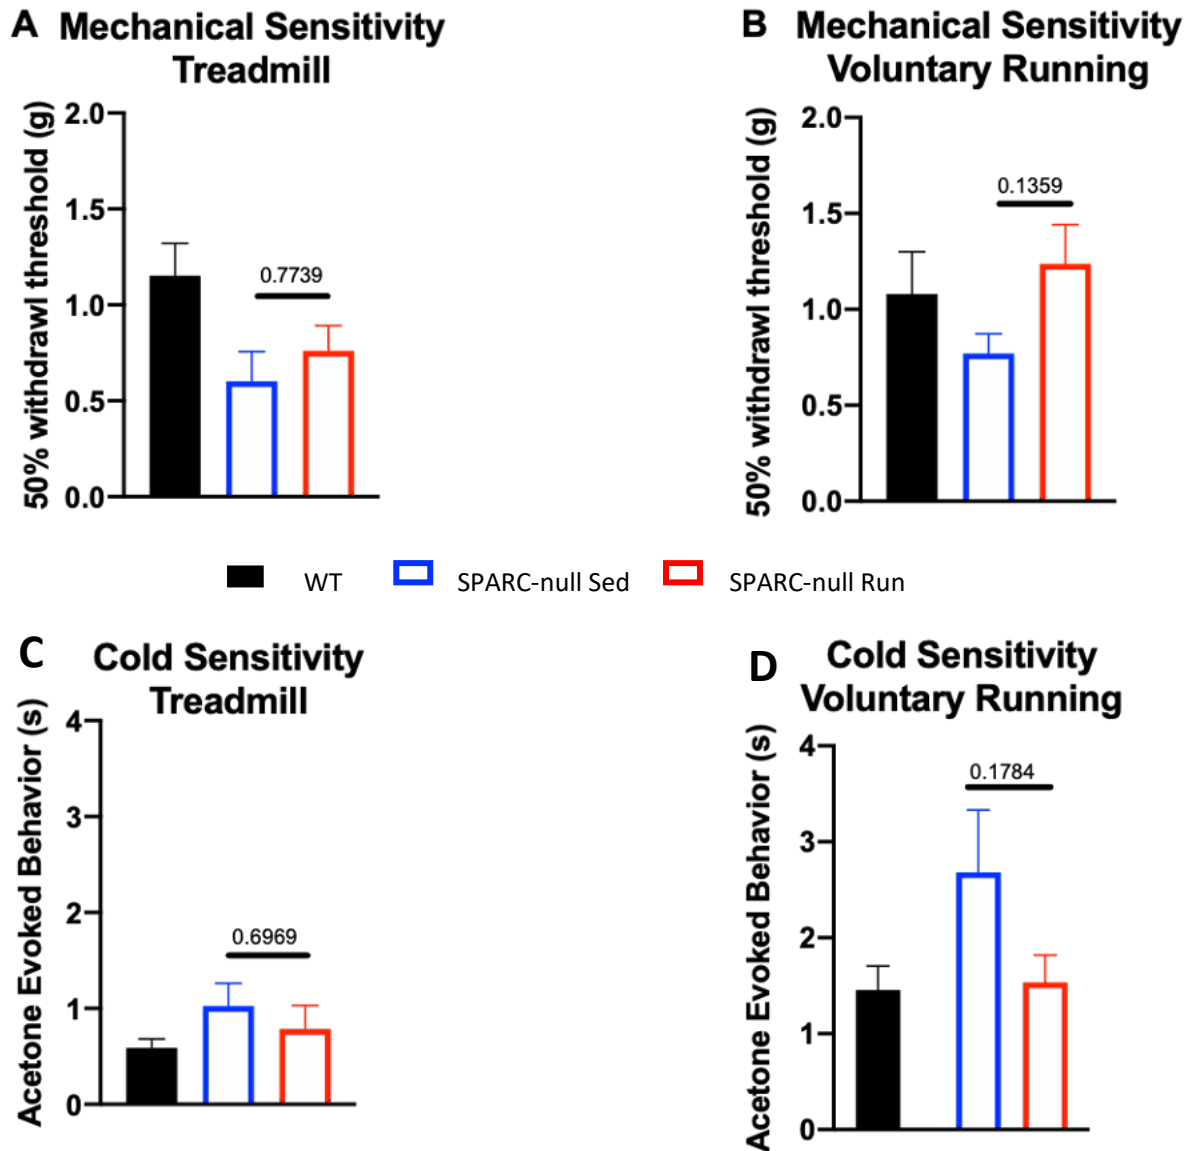 A Mechanical Sensitivity
Treadmill
50% withdrawl threshold (g)
2.0
1.5
1.0
0.5
0.0
0.7739
B Mechanical Sensitivity
Voluntary Running
50% withdrawl threshold (g)
2.0
1.5
1.0
0.5
0.0
0.1359
WT SPARC-null Sed SPARC-null Run
C Cold Sensitivity
Treadmill
Acetone Evoked Behavior (s)
4
3
2
1
0
0.6969
D Cold Sensitivity
Voluntary Running
Acetone Evoked Behavior (s)
4
3
2
1
0
0.1784